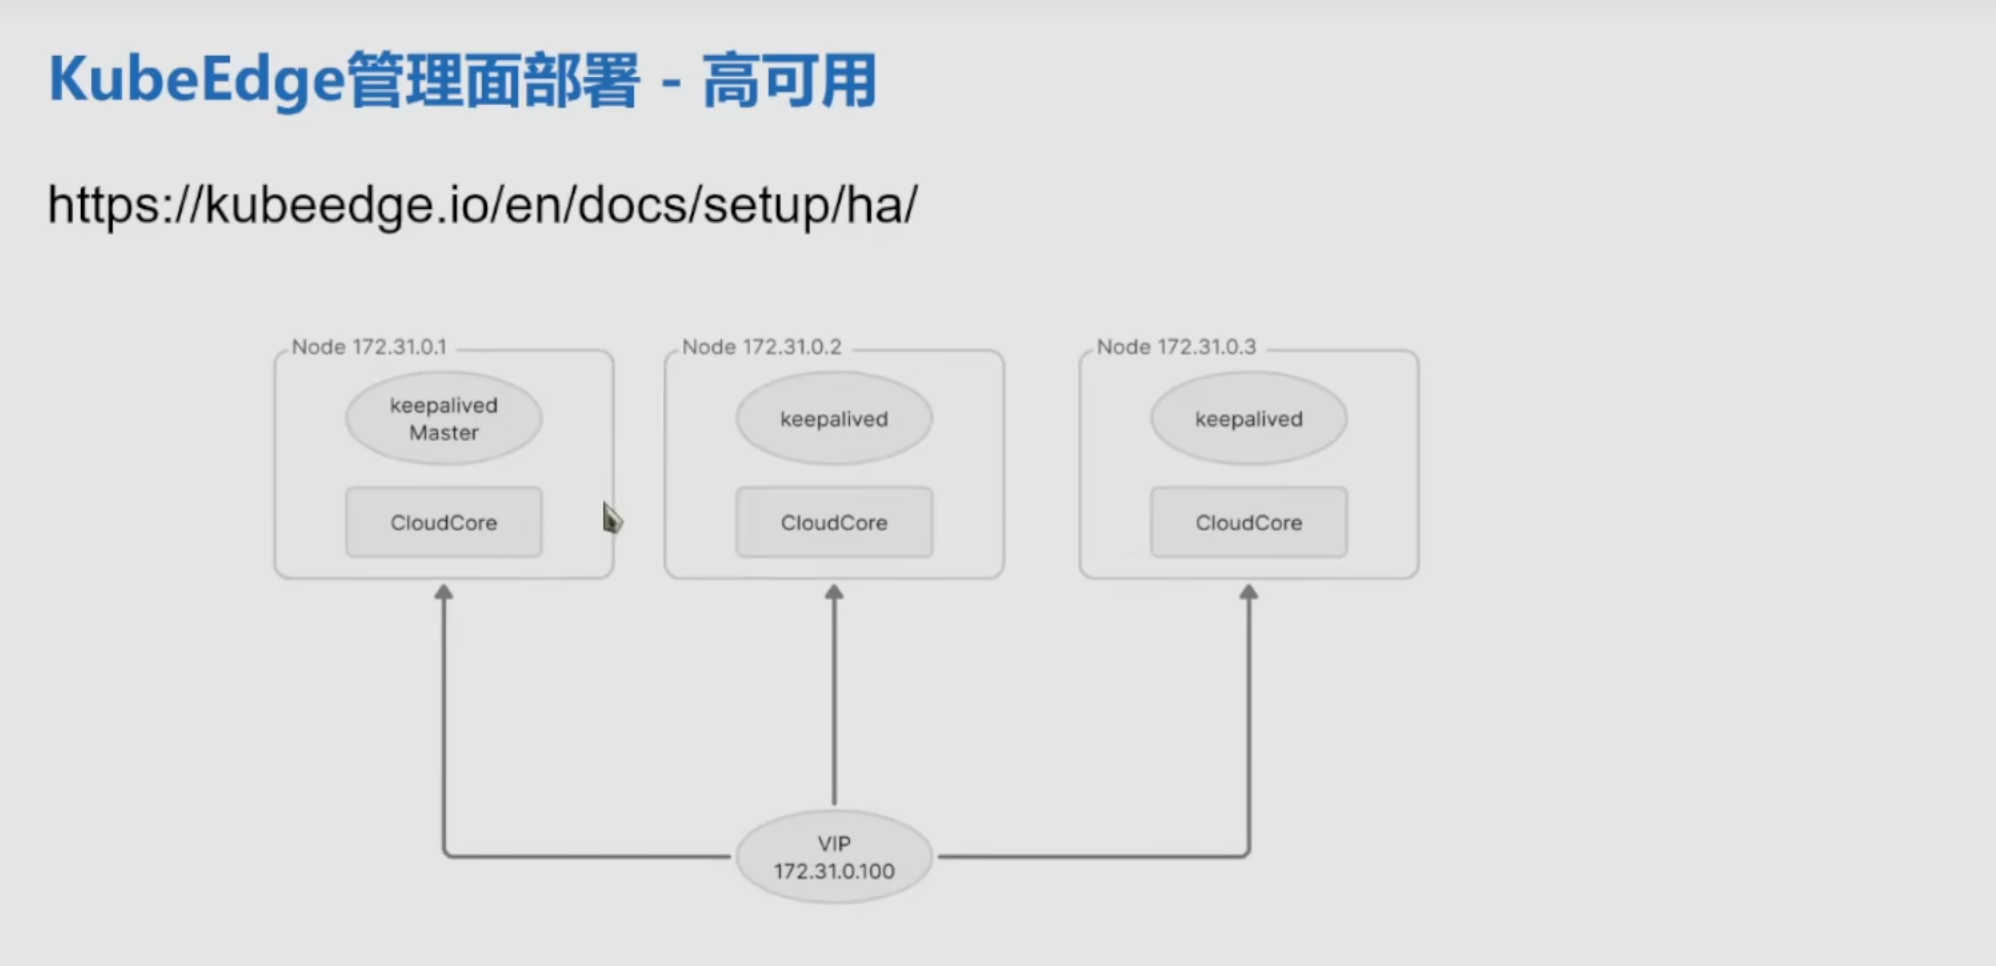 KubeEdge管理面部署 - 高可用
https://kubeedge.io/en/docs/setup/ha/
Node 172.31.0.1
keepalived
Master
CloudCore
Node 172.31.0.2
keepalived
CloudCore
Node 172.31.0.3
keepalived
CloudCore
VIP
172.31.0.100